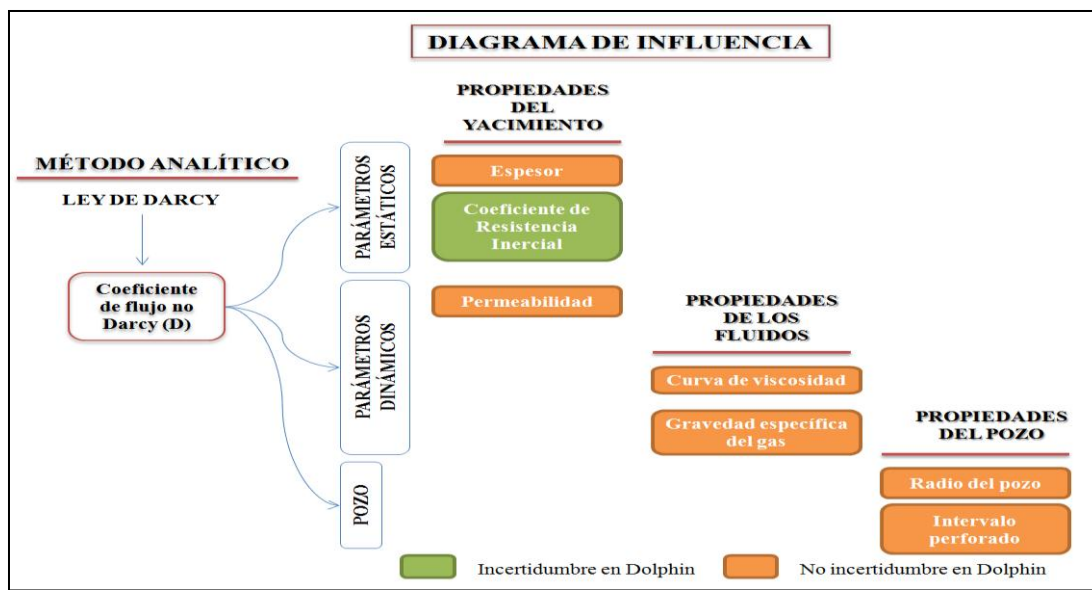 DIAGRAMA DE INFLUENCIA
PROPIEDADES
DEL
YACIMIENTO
MÉTODO ANALÍTICO
LEY DE DARCY
Coeficiente
de flujo no
Darcy (D)
PARÁMETROS
ESTÁTICOS
Espesor
Coeficiente de
Resistencia
Inercial
PARÁMETROS
DINÁMICOS
Permeabilidad
PROPIEDADES
DE LOS
FLUIDOS
Curva de viscosidad
Gravedad específica
del gas
PROPIEDADES
DEL POZO
POZO
Radio del pozo
Intervalo
perforado
Incertidumbre en Dolphin
No incertidumbre en Dolphin